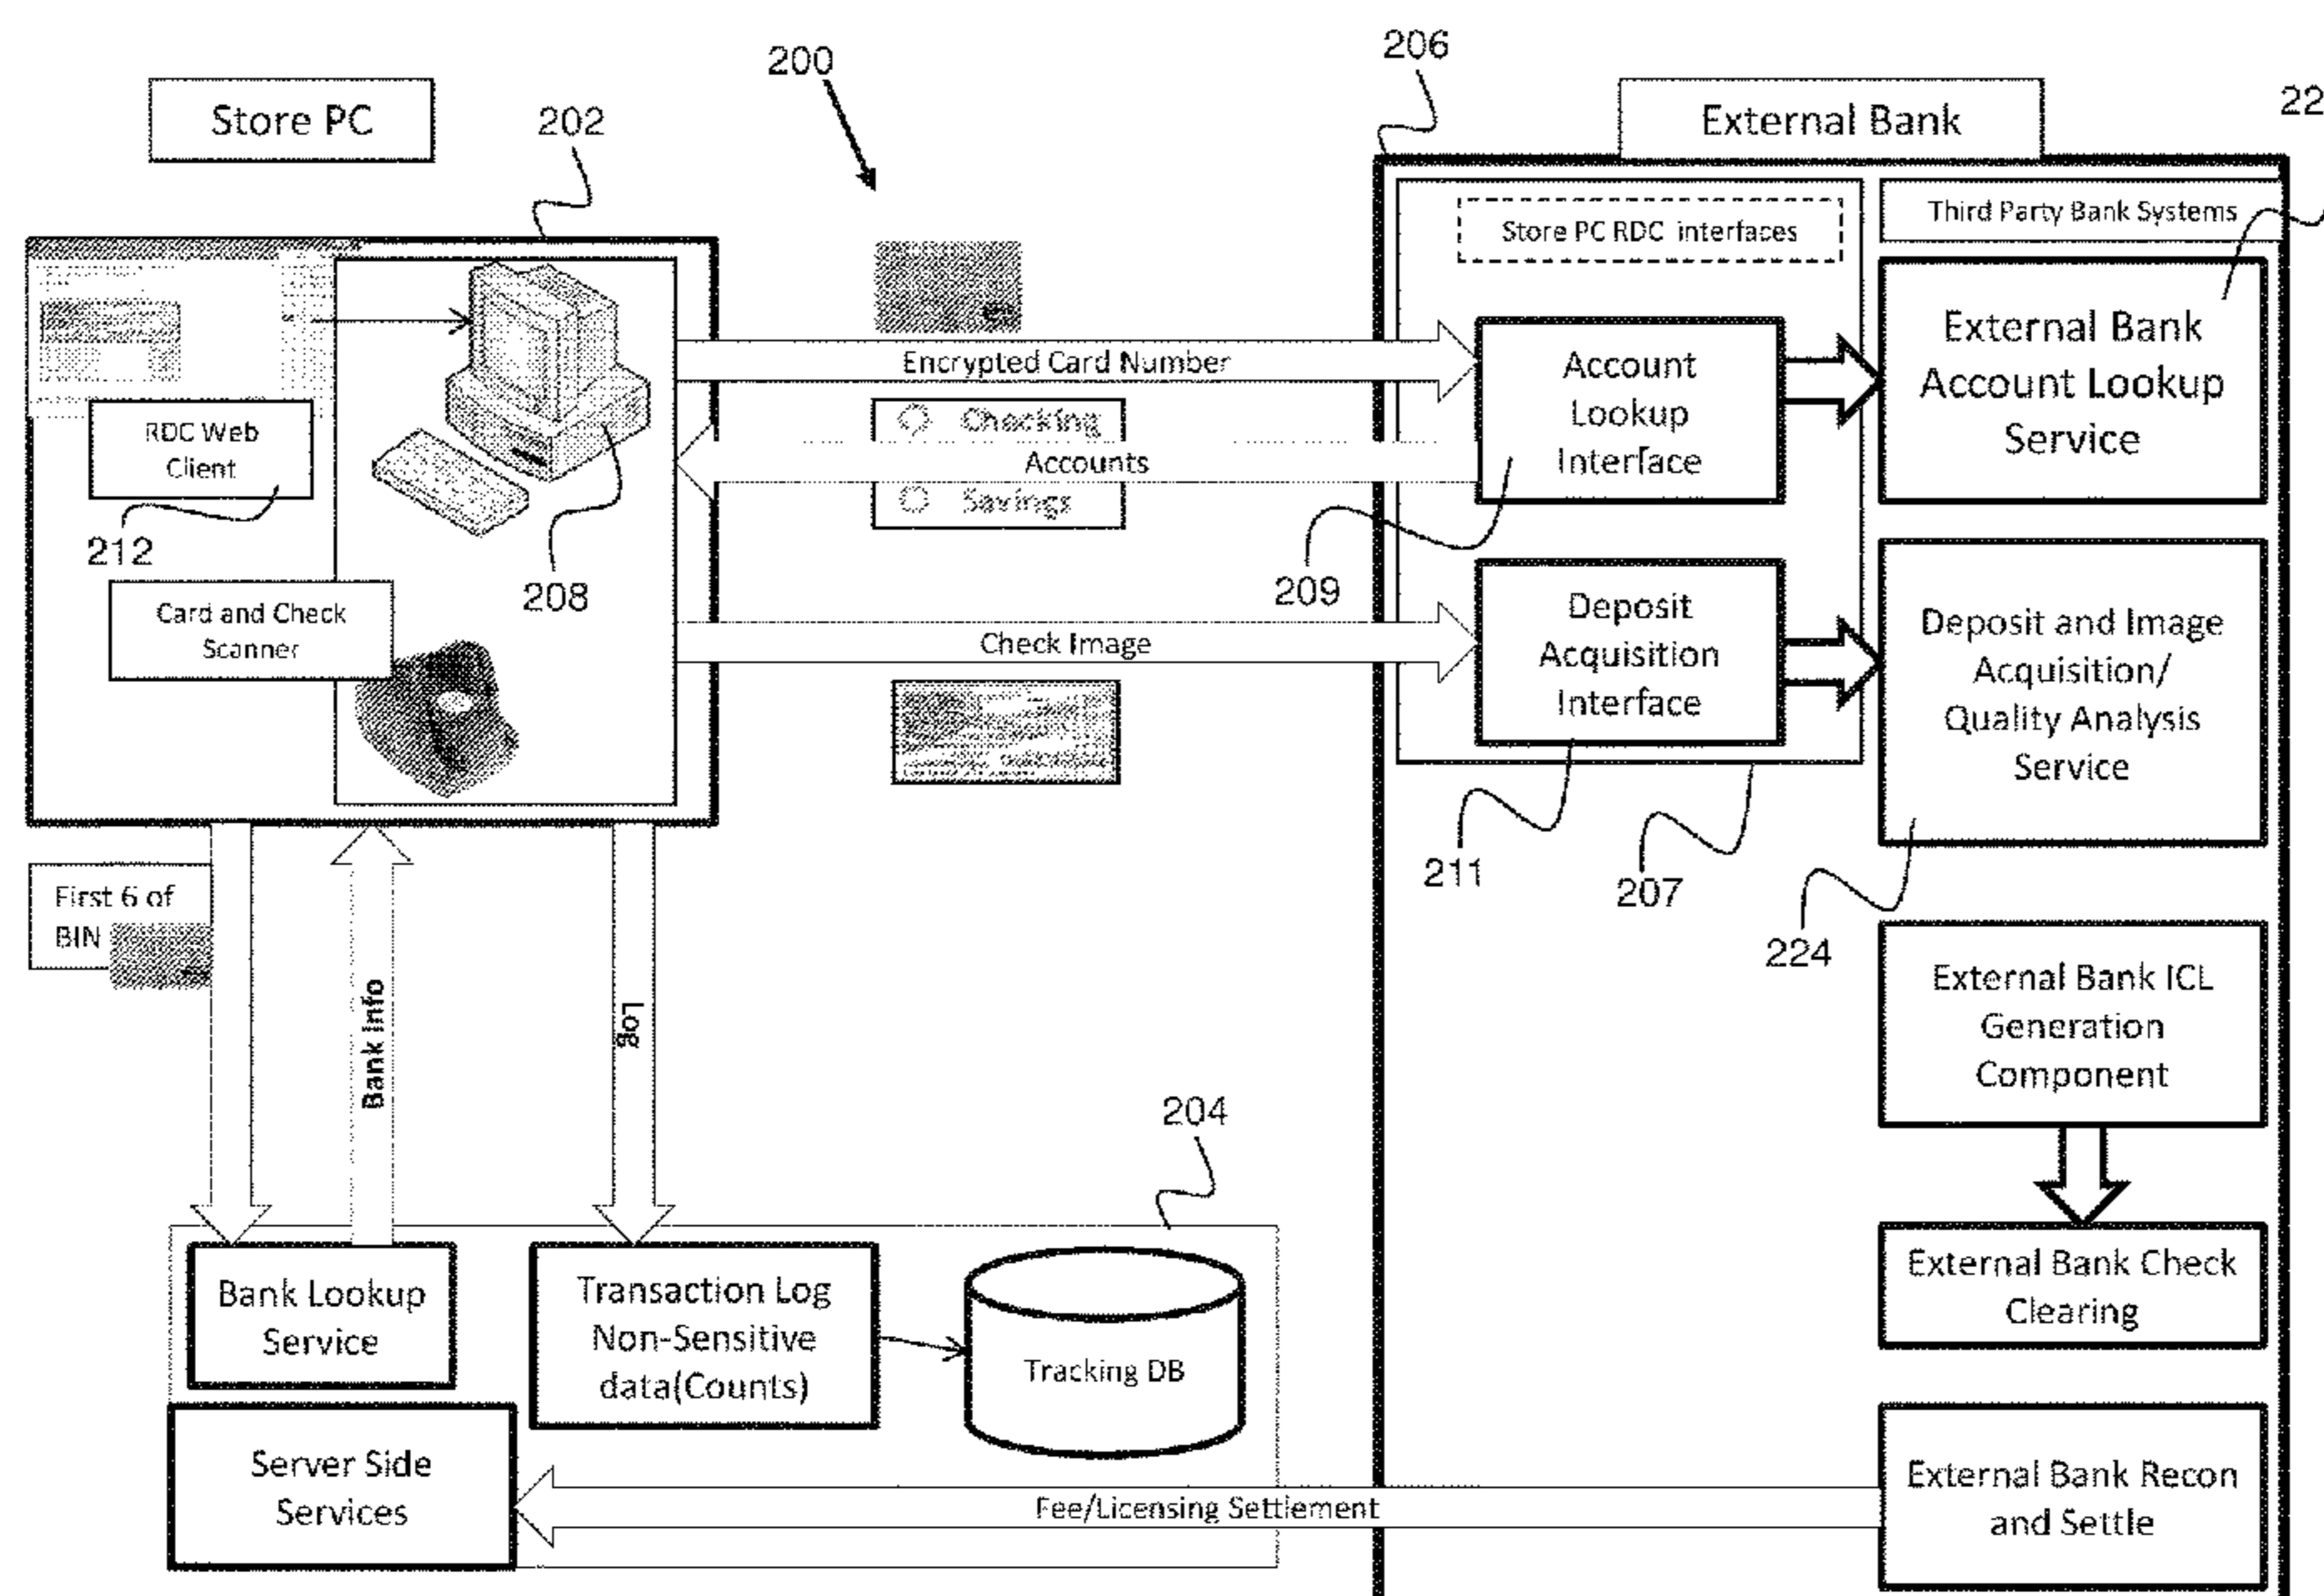 200
206
22
Store PC
202
External Bank
Store PC RDC interfaces
Third Party Bank Systems
Encrypted Card Number
Account
Lookup
Interface
External Bank
Account Lookup
Service
RDC Web
Client
Checking
Accounts
Savings
212
208
209
Card and Check
Scanner
Check Image
Deposit
Acquisition
Interface
Deposit and Image
Acquisition/
Quality Analysis
Service
211
207
224
First 6 of
BIN
Bank Info
Log
External Bank ICL
Generation
Component
204
Bank Lookup
Service
Transaction Log
Non-Sensitive
data(Counts)
Tracking DB
External Bank Check
Clearing
Server Side
Services
Fee/Licensing Settlement
External Bank Recon
and Settle